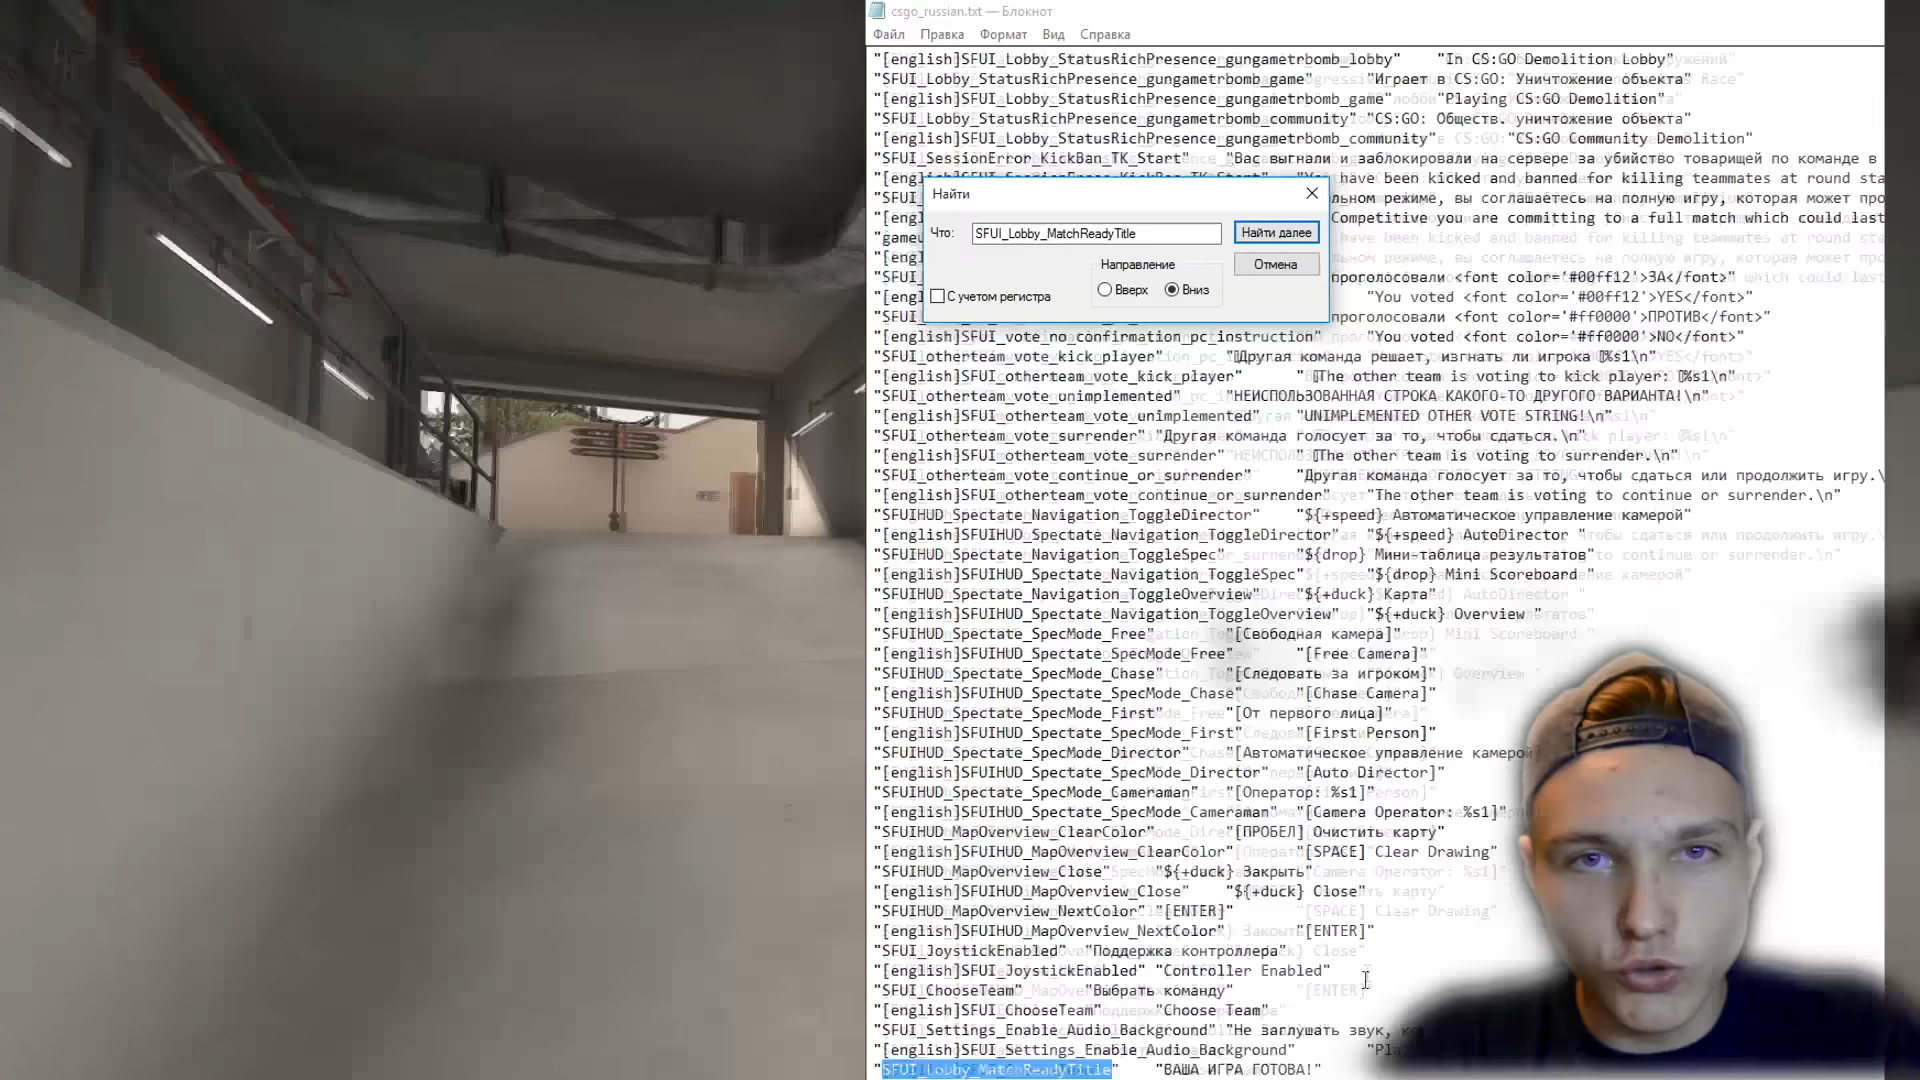 csgo_russian.txt — Блокнот
Файл Правка Формат Вид Справка
"[english]SFUI_Lobby_StatusRichPresence_gungametrbomb_lobby" "In CS:GO Demolition Lobby"
"SFUI_Lobby_StatusRichPresence_gungametrbomb_game" "Играет в CS:GO: Уничтожение объекта"
"[english]SFUI_Lobby_StatusRichPresence_gungametrbomb_game" "Playing CS:GO Demolition"
"SFUI_Lobby_StatusRichPresence_gungametrbomb_community" "CS:GO: Обществ. уничтожение объекта"
"[english]SFUI_Lobby_StatusRichPresence_gungametrbomb_community" "CS:GO Community Demolition"
"SFUI_SessionError_KickBan_TK_Start" "Вас выгнали и заблокировали на сервере за убийство товарищей по команде в
have been kicked and banned for killing teammates at round sta
"SFUI_ льном режиме, вы соглашаетесь на полную игру, которая может про
"[engl Competitive you are committing to a full match which could last
gameu
"[engl
"SFUI_ проголосовали <font color='#00ff12'>ЗА</font>"
"[engl "You voted <font color='#00ff12'>YES</font>"
"SFUI_ проголосовали <font color='#ff0000'>ПРОТИВ</font>"
Найти
Что: SFUI_Lobby_MatchReadyTitle Найти далее
Направление Отмена
С учетом регистра Вверх Вниз
"[english]SFUI_vote_no_confirmation_pc_instruction" "You voted <font color='#ff0000'>NO</font>"
"SFUI_otherteam_vote_kick_player" "Другая команда решает, изгнать ли игрока %s1\n"
"[english]SFUI_otherteam_vote_kick_player" "The other team is voting to kick player: %s1\n"
"SFUI_otherteam_vote_unimplemented" "НЕИСПОЛЬЗОВАННАЯ СТРОКА КАКОГО-ТО ДРУГОГО ВАРИАНТА!\n"
"[english]SFUI_otherteam_vote_unimplemented" "UNIMPLEMENTED OTHER VOTE STRING!\n"
"SFUI_otherteam_vote_surrender" "Другая команда голосует за то, чтобы сдаться.\n"
"[english]SFUI_otherteam_vote_surrender" "The other team is voting to surrender.\n"
"SFUI_otherteam_vote_continue_or_surrender" "Другая команда голосует за то, чтобы сдаться или продолжить игру.\
"[english]SFUI_otherteam_vote_continue_or_surrender" "The other team is voting to continue or surrender.\n"
"SFUIHUD_Spectate_Navigation_ToggleDirector" "${+speed} Автоматическое управление камерой"
"[english]SFUIHUD_Spectate_Navigation_ToggleDirector" "${+speed} AutoDirector "
"SFUIHUD_Spectate_Navigation_ToggleSpec" "${drop} Мини-таблица результатов"
"[english]SFUIHUD_Spectate_Navigation_ToggleSpec" "${drop} Mini Scoreboard "
"SFUIHUD_Spectate_Navigation_ToggleOverview" "${+duck} Карта"
"[english]SFUIHUD_Spectate_Navigation_ToggleOverview" "${+duck} Overview "
"SFUIHUD_Spectate_SpecMode_Free" "[Свободная камера]"
"[english]SFUIHUD_Spectate_SpecMode_Free" "[Free Camera]"
"SFUIHUD_Spectate_SpecMode_Chase" "[Следовать за игроком]"
"[english]SFUIHUD_Spectate_SpecMode_Chase" "[Chase Camera]"
"SFUIHUD_Spectate_SpecMode_First" "[От первого лица]"
"[english]SFUIHUD_Spectate_SpecMode_First" "[First Person]"
"SFUIHUD_Spectate_SpecMode_Director" "[Автоматическое управление камерой
"[english]SFUIHUD_Spectate_SpecMode_Director" "[Auto Director]"
"SFUIHUD_Spectate_SpecMode_Cameraman" "[Оператор: %s1]"
"[english]SFUIHUD_Spectate_SpecMode_Cameraman" "[Camera Operator: %s1]"
"SFUIHUD_MapOverview_ClearColor" "[ПРОБЕЛ] Очистить карту"
"[english]SFUIHUD_MapOverview_ClearColor" "[SPACE] Clear Drawing"
"SFUIHUD_MapOverview_Close" "${+duck} Закрыть"
"[english]SFUIHUD_MapOverview_Close" "${+duck} Close"
"SFUIHUD_MapOverview_NextColor" "[ENTER]"
"[english]SFUIHUD_MapOverview_NextColor" "[ENTER]"
"SFUI_JoystickEnabled" "Поддержка контроллера"
"[english]SFUI_JoystickEnabled" "Controller Enabled"
"SFUI_ChooseTeam" "Выбрать команду"
"[english]SFUI_ChooseTeam" "Choose Team"
"SFUI_Settings_Enable_Audio_Background" "Не заглушать звук,
"[english]SFUI_Settings_Enable_Audio_Background"
"SFUI_Lobby_MatchReadyTitle" "ВАША ИГРА ГОТОВА!"